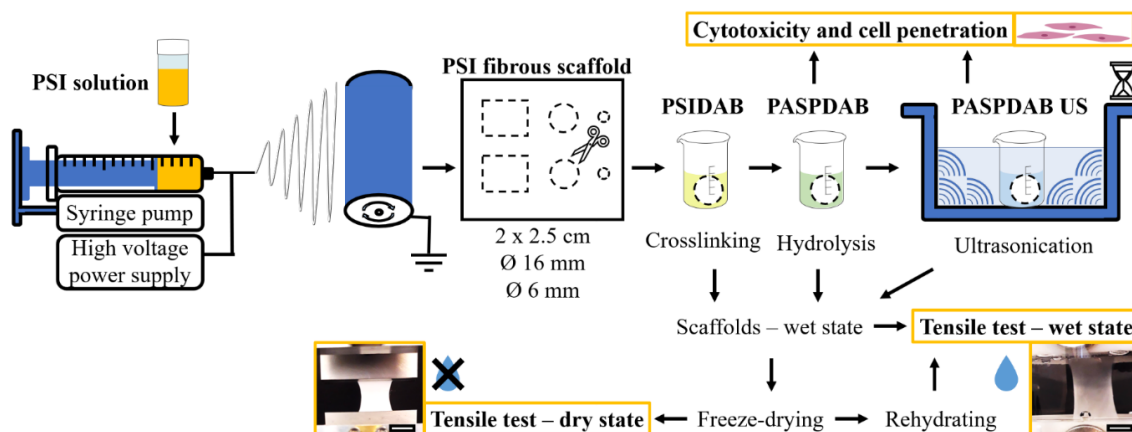 Cytotoxicity and cell penetration
PSI solution
PSI fibrous scaffold
PSIDAB
PASPDAB
PASPDAB US
Syringe pump
High voltage
power supply
2 x 2.5 cm
Ø 16 mm
Ø 6 mm
Crosslinking
Hydrolysis
Ultrasonication
Scaffolds – wet state
Tensile test – wet state
Tensile test – dry state
Freeze-drying
Rehydrating